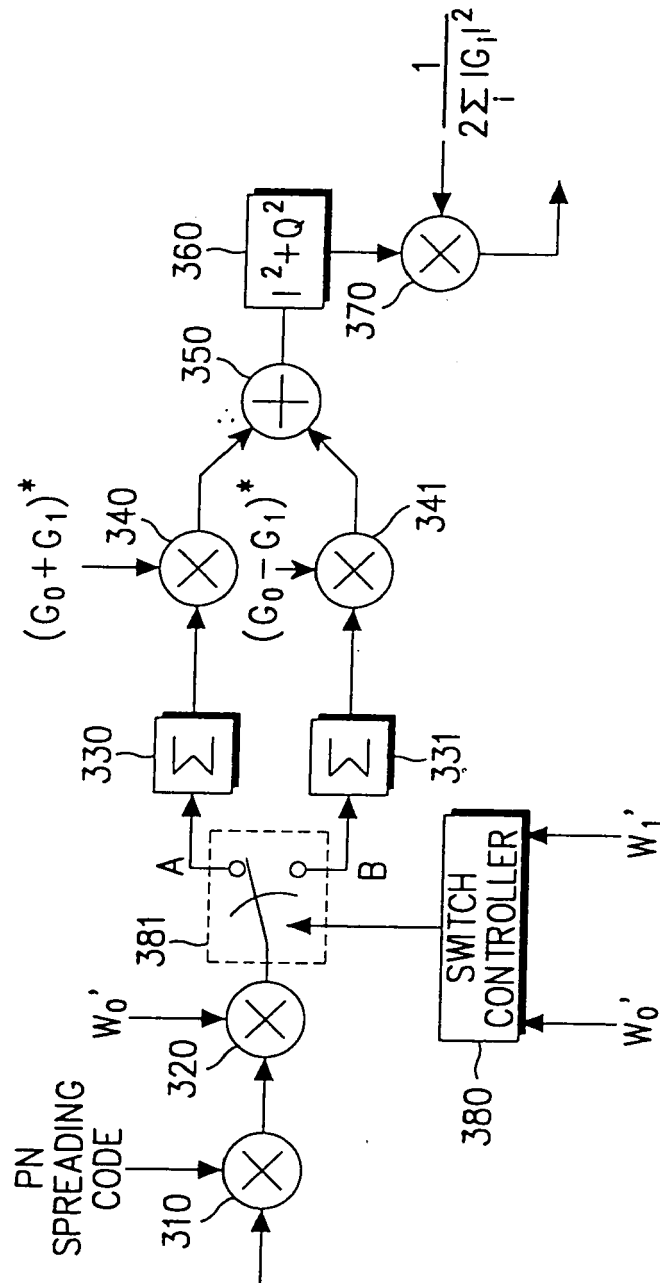 PN
SPREADING
CODE
310
W₀'
320
381
A
B
380
SWITCH
CONTROLLER
W₀'
W₁'
330
Σ
331
Σ
(G₀+G₁)*
340
(G₀−G₁)*
341
350
360
I²+Q²
370
1
2Σ|Gᵢ|²
i